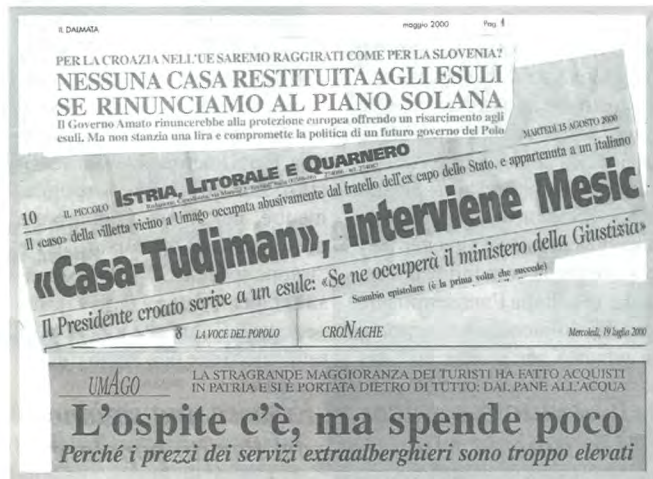 IL DALMATA maggio 2000 Pag. 1
PER LA CROAZIA NELL'UE SAREMO RAGGIRATI COME PER LA SLOVENIA?
NESSUNA CASA RESTITUITA AGLI ESULI
SE RINUNCIAMO AL PIANO SOLANA
Il Governo Amato rinuncerebbe alla protezione europea offrendo un risarcimento agli
esuli. Ma non stanzia una lira e compromette la politica di un futuro governo del Polo
10 IL PICCOLO ISTRIA, LITORALE E QUARNERO MARTEDÌ 15 AGOSTO 2000
Il «caso» della villetta vicino a Umago occupata abusivamente dal fratello dell'ex capo dello Stato, e appartenuta a un italiano
«Casa-Tudjman», interviene Mesic
Il Presidente croato scrive a un esule: «Se ne occuperà il ministero della Giustizia»
Scambio epistolare (è la prima volta che succede)
8 LA VOCE DEL POPOLO CRONACHE Mercoledì, 19 luglio 2000
UMAGO LA STRAGRANDE MAGGIORANZA DEI TURISTI HA FATTO ACQUISTI
IN PATRIA E SI È PORTATA DIETRO DI TUTTO: DAL PANE ALL'ACQUA
L'ospite c'è, ma spende poco
Perché i prezzi dei servizi extraalberghieri sono troppo elevati